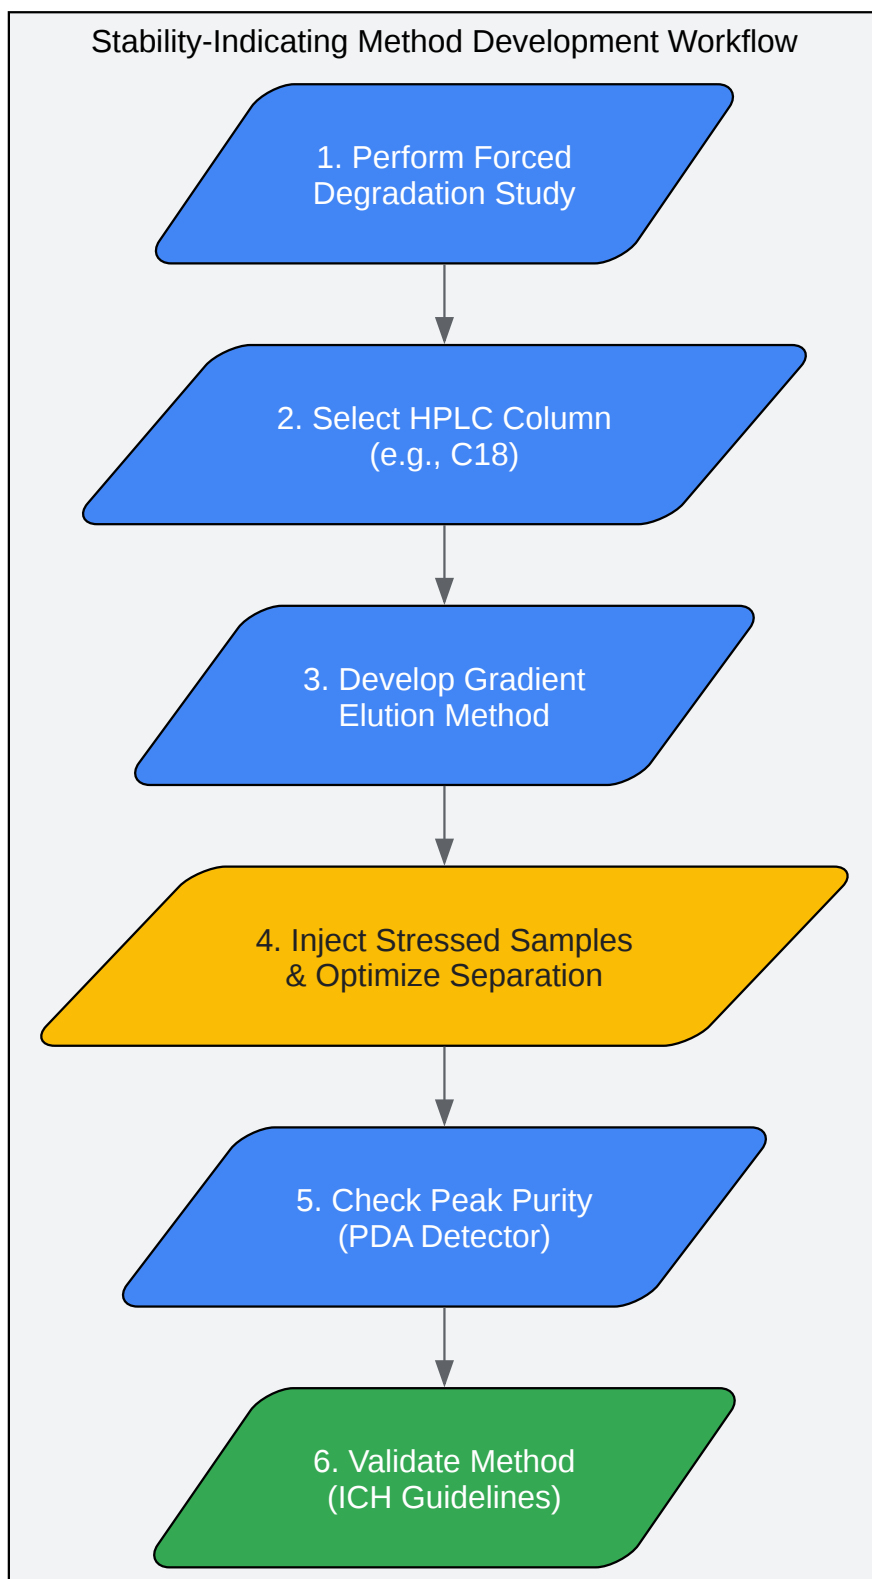 Stability-Indicating Method Development Workflow
1. Perform Forced
Degradation Study
2. Select HPLC Column
(e.g., C18)
3. Develop Gradient
Elution Method
4. Inject Stressed Samples
& Optimize Separation
5. Check Peak Purity
(PDA Detector)
6. Validate Method
(ICH Guidelines)